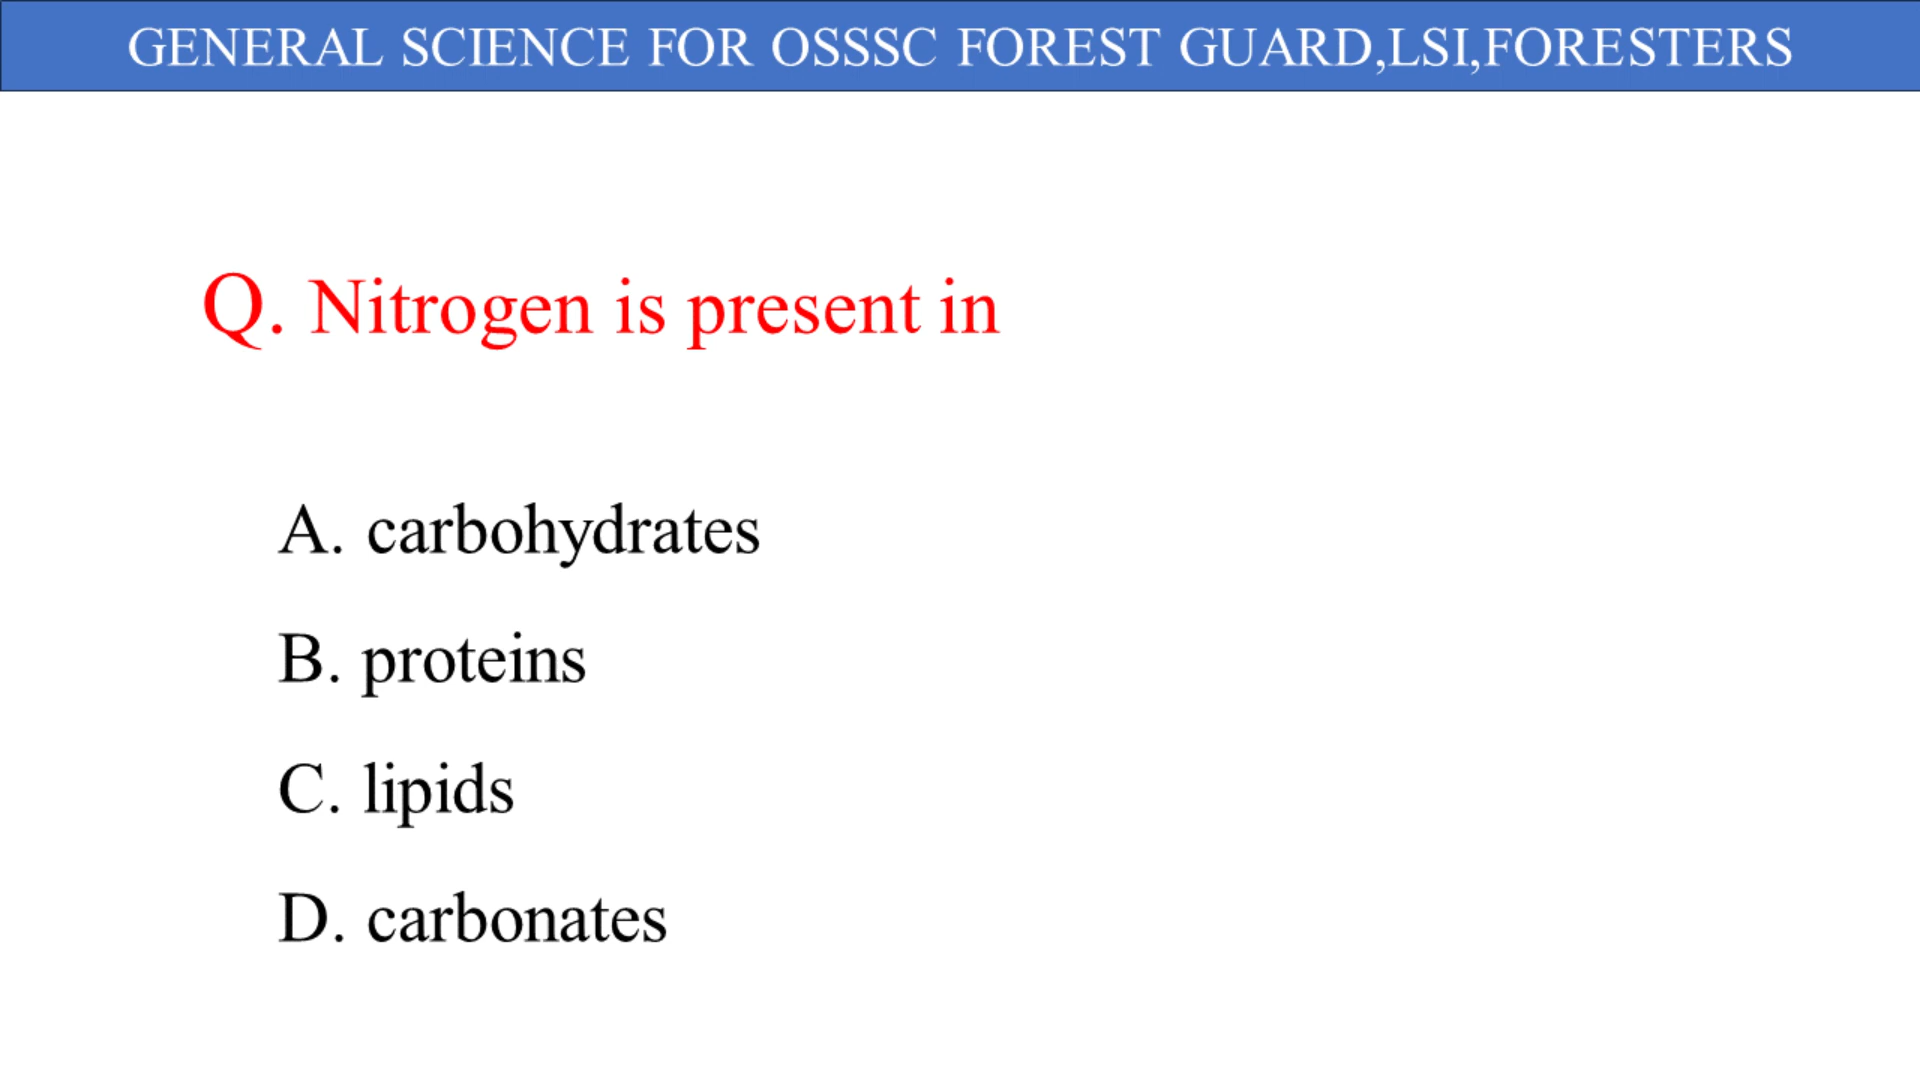 GENERAL SCIENCE FOR OSSSC FOREST GUARD,LSI,FORESTERS
Q. Nitrogen is present in
A. carbohydrates
B. proteins
C. lipids
D. carbonates